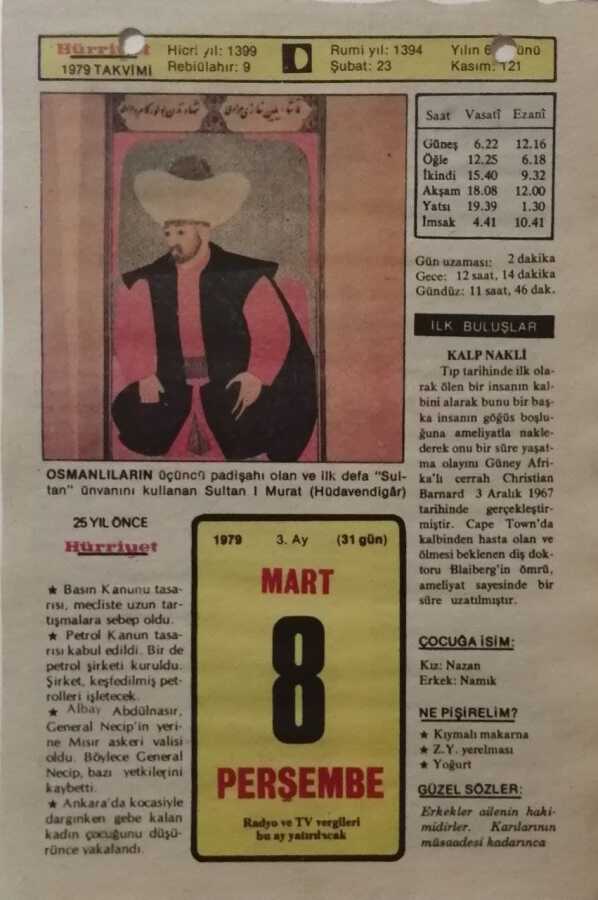 Hürriyet
1979 TAKVİMİ
Hicri yıl: 1399
Rebiülahır: 9
Rumi yıl: 1394
Şubat: 23
Yılın
Kasım: 121
Saat Vasatî Ezanî
Güneş 6.22 12.16
Öğle 12.25 6.18
İkindi 15.40 9.32
Akşam 18.08 12.00
Yatsı 19.39 1.30
İmsak 4.41 10.41
Gün uzaması: 2 dakika
Gece: 12 saat, 14 dakika
Gündüz: 11 saat, 46 dak.
İLK BULUŞLAR
KALP NAKLİ
Tıp tarihinde ilk ola-
rak ölen bir insanın kal-
bini alarak bunu bir baş-
ka insanın göğüs boşlu-
ğuna ameliyatla nakle-
derek onu bir süre yaşat-
ma olayını Güney Afri-
ka'lı cerrah Christian
Barnard 3 Aralık 1967
tarihinde gerçekleştir-
miştir. Cape Town'da
kalbinden hasta olan ve
ölmesi beklenen diş dok-
toru Blaiberg'in ömrü,
ameliyat sayesinde bir
süre uzatılmıştır.
ÇOCUĞA İSİM:
Kız: Nazan
Erkek: Namık
NE PİŞİRELİM?
★ Kıymalı makarna
★ Z.Y. yerelması
★ Yoğurt
GÜZEL SÖZLER:
Erkekler ailenin haki-
midirler. Karılarının
müsaadesi kadarınca
OSMANLILARIN üçüncü padişahı olan ve ilk defa "Sul-
tan" ünvanını kullanan Sultan I Murat (Hüdavendigâr)
25 YIL ÖNCE
Hürriyet
★ Basın Kanunu tasa-
rısı, mecliste uzun tar-
tışmalara sebep oldu.
★ Petrol Kanun tasa-
rısı kabul edildi. Bir de
petrol şirketi kuruldu.
Şirket, keşfedilmiş pet-
rolleri işletecek.
★ Albay Abdülnasır,
General Necip'in yeri-
ne Mısır askeri valisi
oldu. Böylece General
Necip, bazı yetkilerini
kaybetti.
★ Ankara'da kocasiyle
dargınken gebe kalan
kadın çocuğunu düşü-
rünce yakalandı.
1979 3. Ay (31 gün)
MART
8
PERŞEMBE
Radyo ve TV vergileri
bu ay yatırılacak